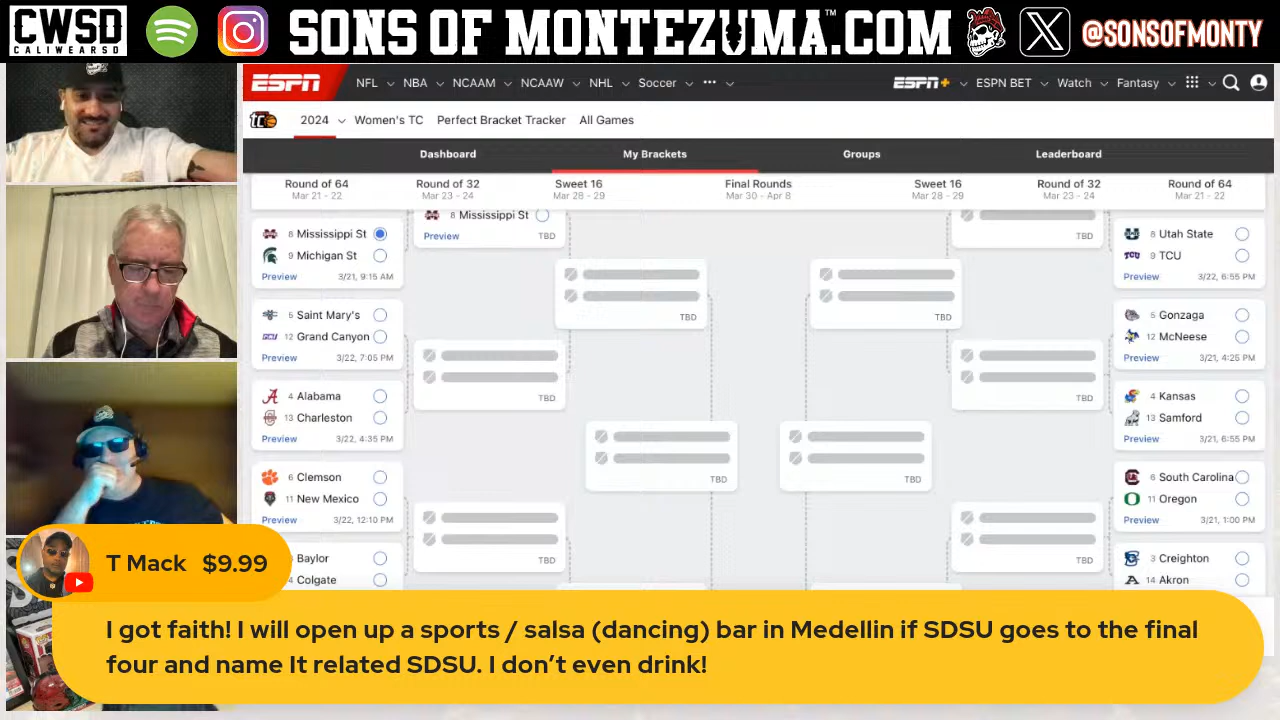 CWSD
CALIWEARSD
SONS OF MONTEZUMA.COM™
@SONSOFMONTY
ESPN
NFL
NBA
NCAAM
NCAAW
NHL
Soccer
ESPN+
ESPN BET
Watch
Fantasy
tc
2024
Women's TC
Perfect Bracket Tracker
All Games
Dashboard
My Brackets
Groups
Leaderboard
Round of 64
Mar 21 - 22
Round of 32
Mar 23 - 24
Sweet 16
Mar 28 - 29
Final Rounds
Mar 30 - Apr 8
Sweet 16
Mar 28 - 29
Round of 32
Mar 23 - 24
Round of 64
Mar 21 - 22
8 Mississippi St
9 Michigan St
Preview 3/21, 9:15 AM
5 Saint Mary's
GCU 12 Grand Canyon
Preview 3/22, 7:05 PM
4 Alabama
13 Charleston
Preview 3/22, 4:35 PM
6 Clemson
11 New Mexico
Preview 3/22, 12:10 PM
Baylor
Colgate
8 Mississippi St
Preview TBD
TBD
TBD
TBD
TBD
TBD
TBD
TBD
TBD
TBD
8 Utah State
TCU 9 TCU
Preview 3/22, 6:55 PM
5 Gonzaga
12 McNeese
Preview 3/21, 4:25 PM
4 Kansas
13 Samford
Preview 3/21, 6:55 PM
6 South Carolina
11 Oregon
Preview 3/21, 1:00 PM
3 Creighton
14 Akron
T Mack $9.99
I got faith! I will open up a sports / salsa (dancing) bar in Medellin if SDSU goes to the final
four and name It related SDSU. I don’t even drink!